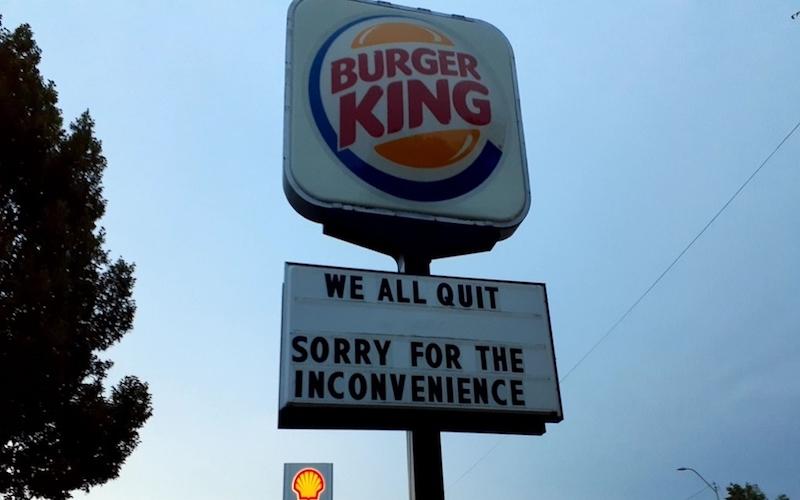 BURGER
KING
WE ALL QUIT
SORRY FOR THE
INCONVENIENCE